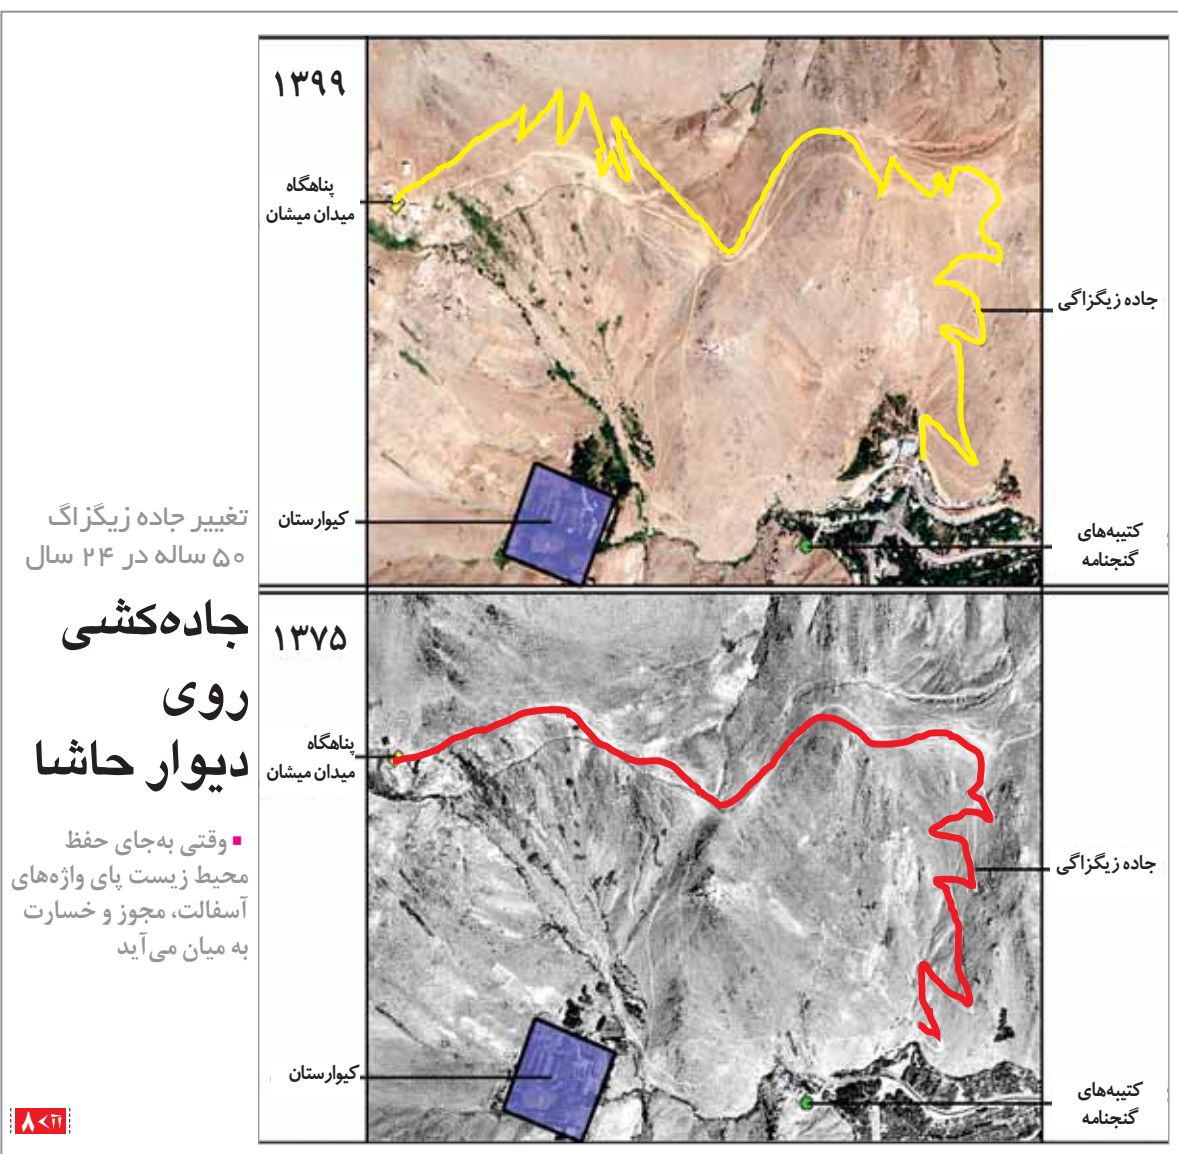 ۱۳۹۹
پناهگاه
میدان میشان
جاده زیگزاگی
کیوارستان
کتیبه‌های
گنجنامه
۱۳۷۵
پناهگاه
میدان میشان
جاده زیگزاگی
کیوارستان
کتیبه‌های
گنجنامه
تغییر جاده زیگزاگ
۵۰ ساله در ۲۴ سال
جاده‌کشی
روی
دیوار حاشا
وقتی به‌جای حفظ
محیط زیست پای واژه‌های
آسفالت، مجوز و خسارت
به میان می‌آید
۸